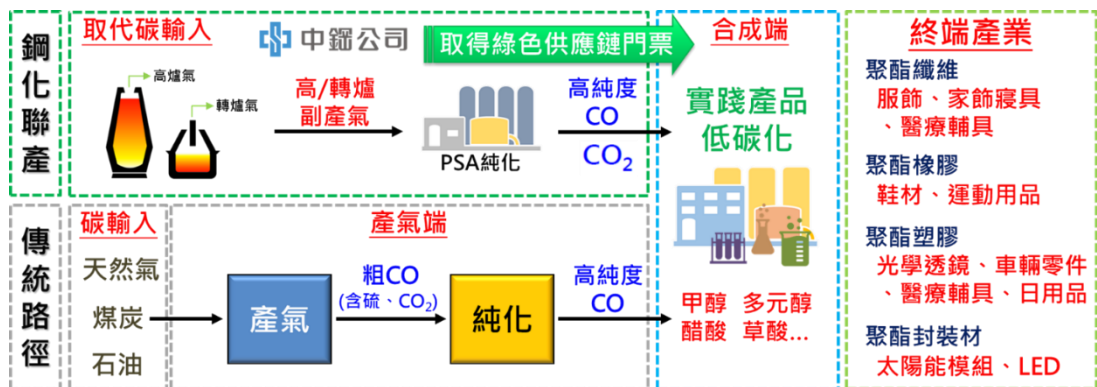 鋼化聯產
取代碳輸入
中鋼公司
取得綠色供應鏈門票
高爐氣
轉爐氣
高/轉爐
副產氣
PSA純化
高純度
CO
CO₂
傳統路徑
碳輸入
天然氣
煤炭
石油
產氣端
產氣
粗CO
(含硫、CO₂)
純化
高純度
CO
合成端
實踐產品
低碳化
甲醇 多元醇
醋酸 草酸...
終端產業
聚酯纖維
服飾、家飾寢具
、醫療輔具
聚酯橡膠
鞋材、運動用品
聚酯塑膠
光學透鏡、車輛零件
、醫療輔具、日用品
聚酯封裝材
太陽能模組、LED